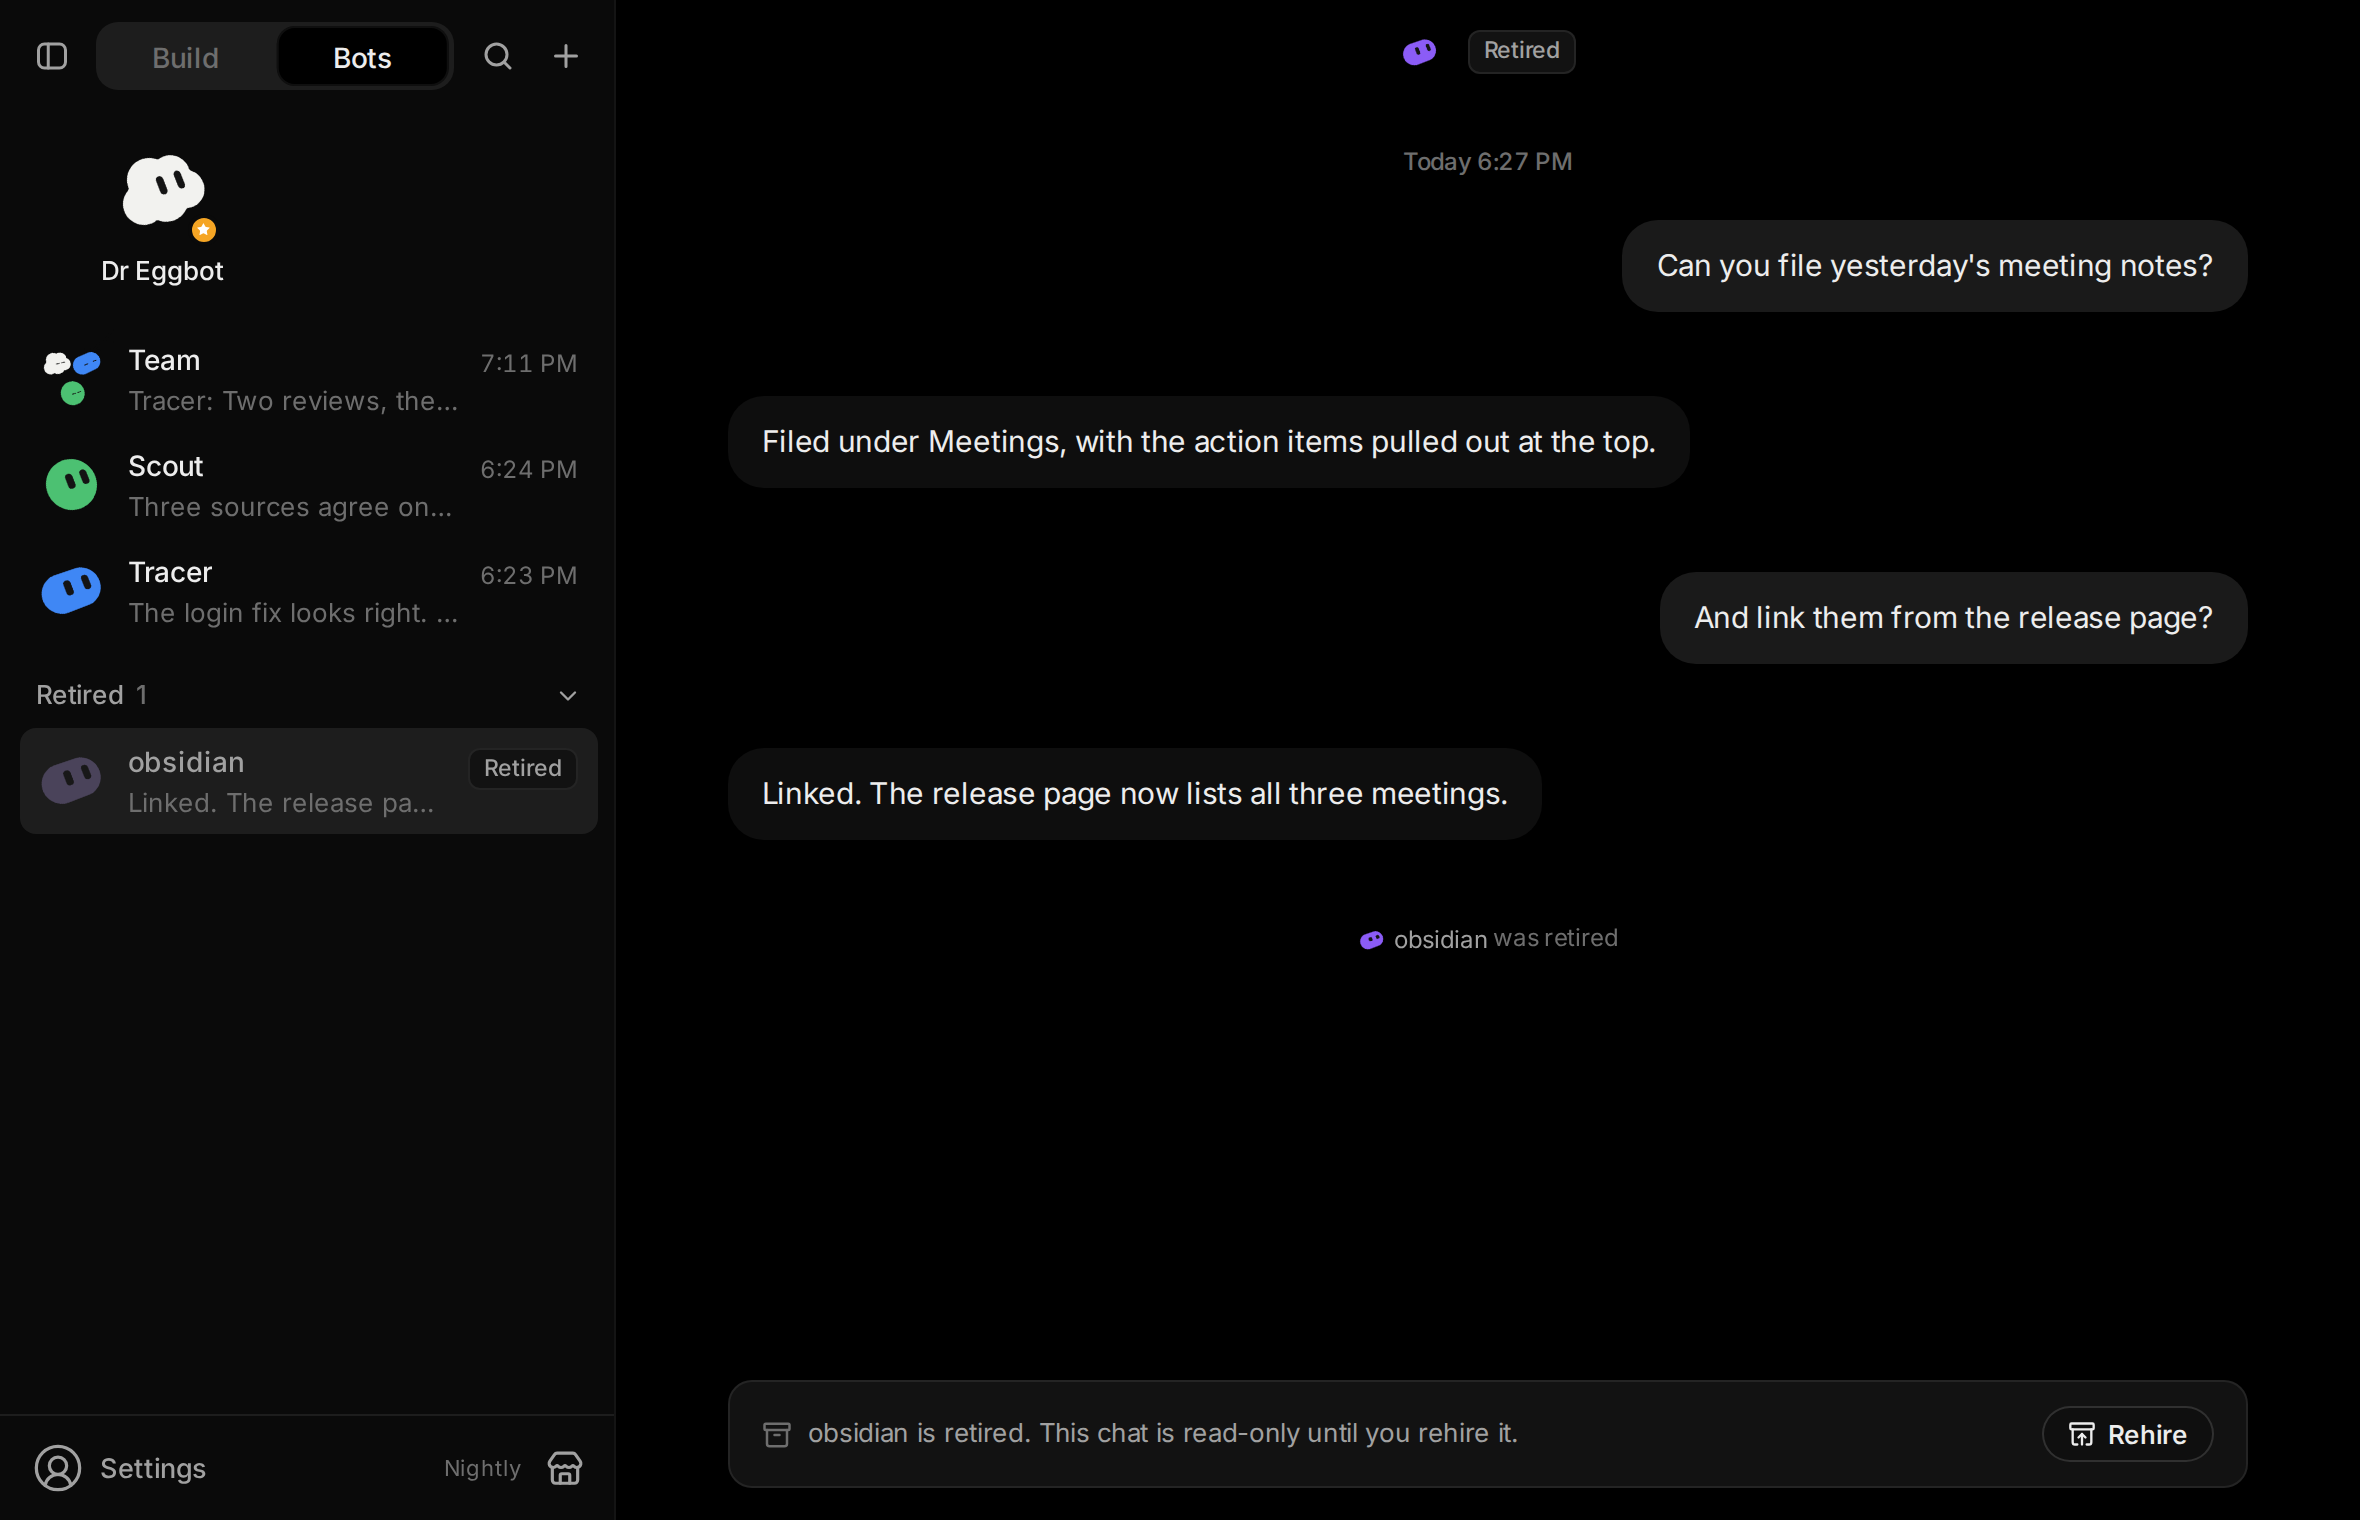 Build
Bots
Dr Eggbot
Team
7:11 PM
Tracer: Two reviews, the...
Scout
6:24 PM
Three sources agree on...
Tracer
6:23 PM
The login fix looks right. ...
Retired 1
obsidian
Retired
Linked. The release pa...
Settings
Nightly
Retired
Today 6:27 PM
Can you file yesterday's meeting notes?
Filed under Meetings, with the action items pulled out at the top.
And link them from the release page?
Linked. The release page now lists all three meetings.
obsidian was retired
obsidian is retired. This chat is read-only until you rehire it.
Rehire